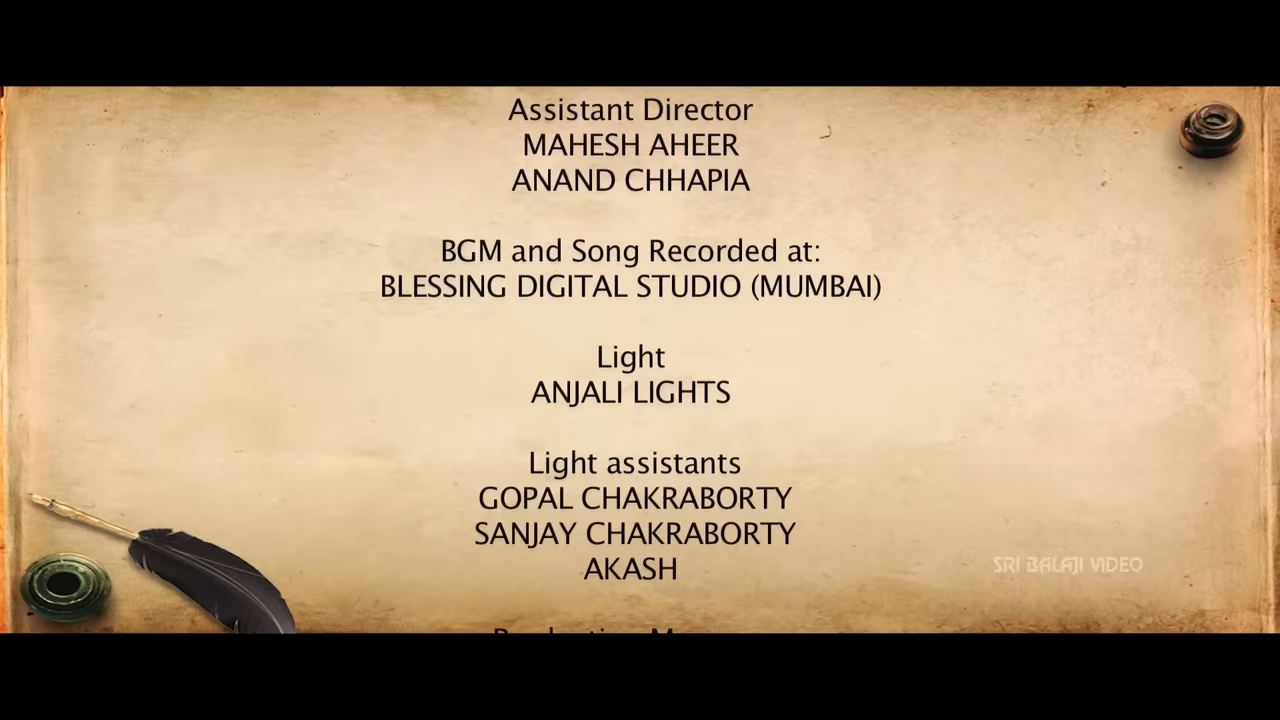 Assistant Director
MAHESH AHEER
ANAND CHHAPIA
BGM and Song Recorded at:
BLESSING DIGITAL STUDIO (MUMBAI)
Light
ANJALI LIGHTS
Light assistants
GOPAL CHAKRABORTY
SANJAY CHAKRABORTY
AKASH
SRI BALAJI VIDEO